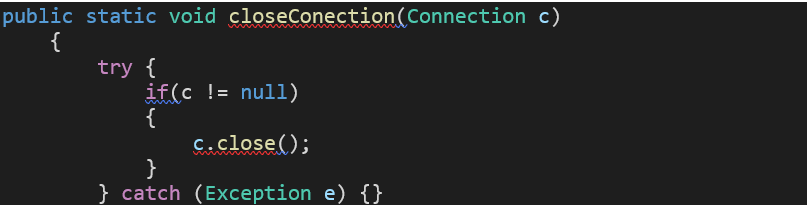 public static void closeConection(Connection c)
{
try {
if(c != null)
{
c.close();
}
} catch (Exception e) {}